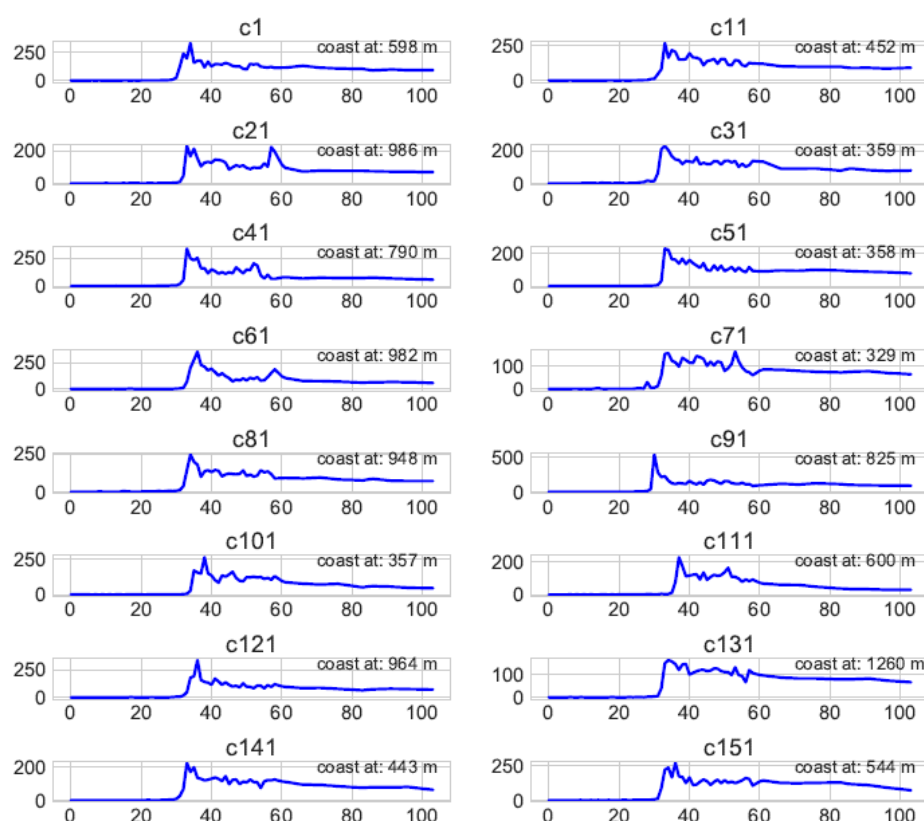 c1
coast at: 598 m
250
0
0 20 40 60 80 100
c11
coast at: 452 m
250
0
0 20 40 60 80 100
c21
coast at: 986 m
200
0
0 20 40 60 80 100
c31
coast at: 359 m
200
0
0 20 40 60 80 100
c41
coast at: 790 m
250
0
0 20 40 60 80 100
c51
coast at: 358 m
200
0
0 20 40 60 80 100
c61
coast at: 982 m
250
0
0 20 40 60 80 100
c71
coast at: 329 m
100
0
0 20 40 60 80 100
c81
coast at: 948 m
250
0
0 20 40 60 80 100
c91
coast at: 825 m
500
0
0 20 40 60 80 100
c101
coast at: 357 m
250
0
0 20 40 60 80 100
c111
coast at: 600 m
200
0
0 20 40 60 80 100
c121
coast at: 964 m
250
0
0 20 40 60 80 100
c131
coast at: 1260 m
100
0
0 20 40 60 80 100
c141
coast at: 443 m
200
0
0 20 40 60 80 100
c151
coast at: 544 m
250
0
0 20 40 60 80 100